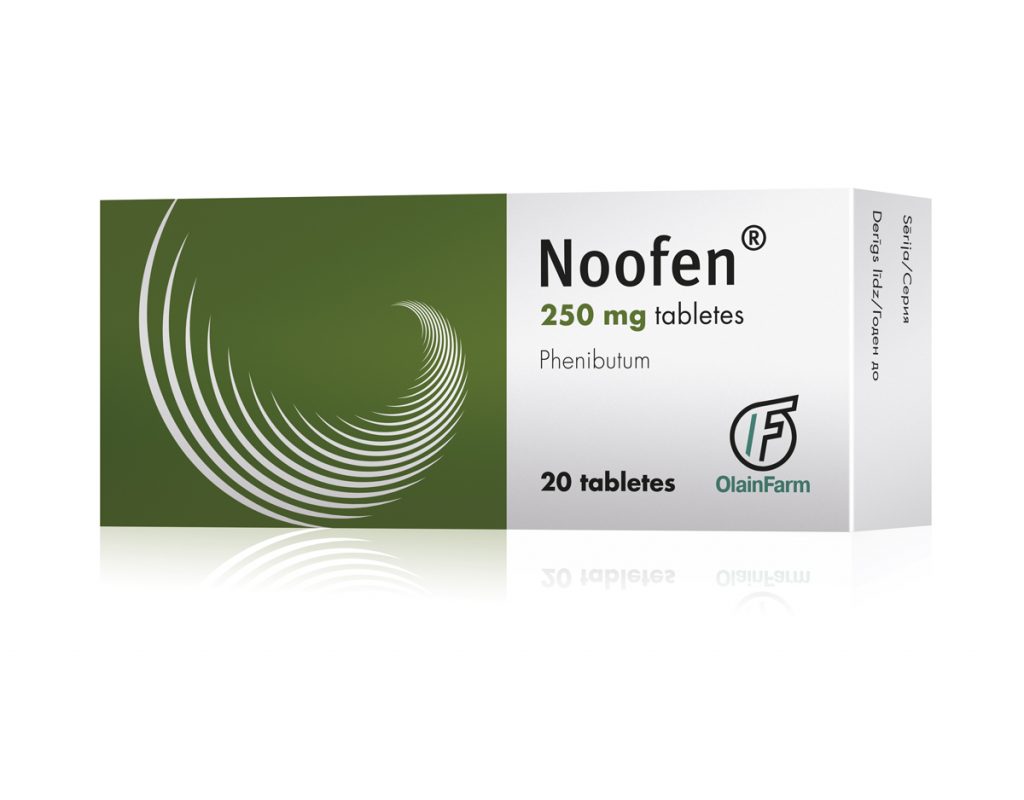 Noofen®
250 mg tabletes
Phenibutum
20 tabletes
OlainFarm
Sērija/Серия
Derīgs līdz/Годен до